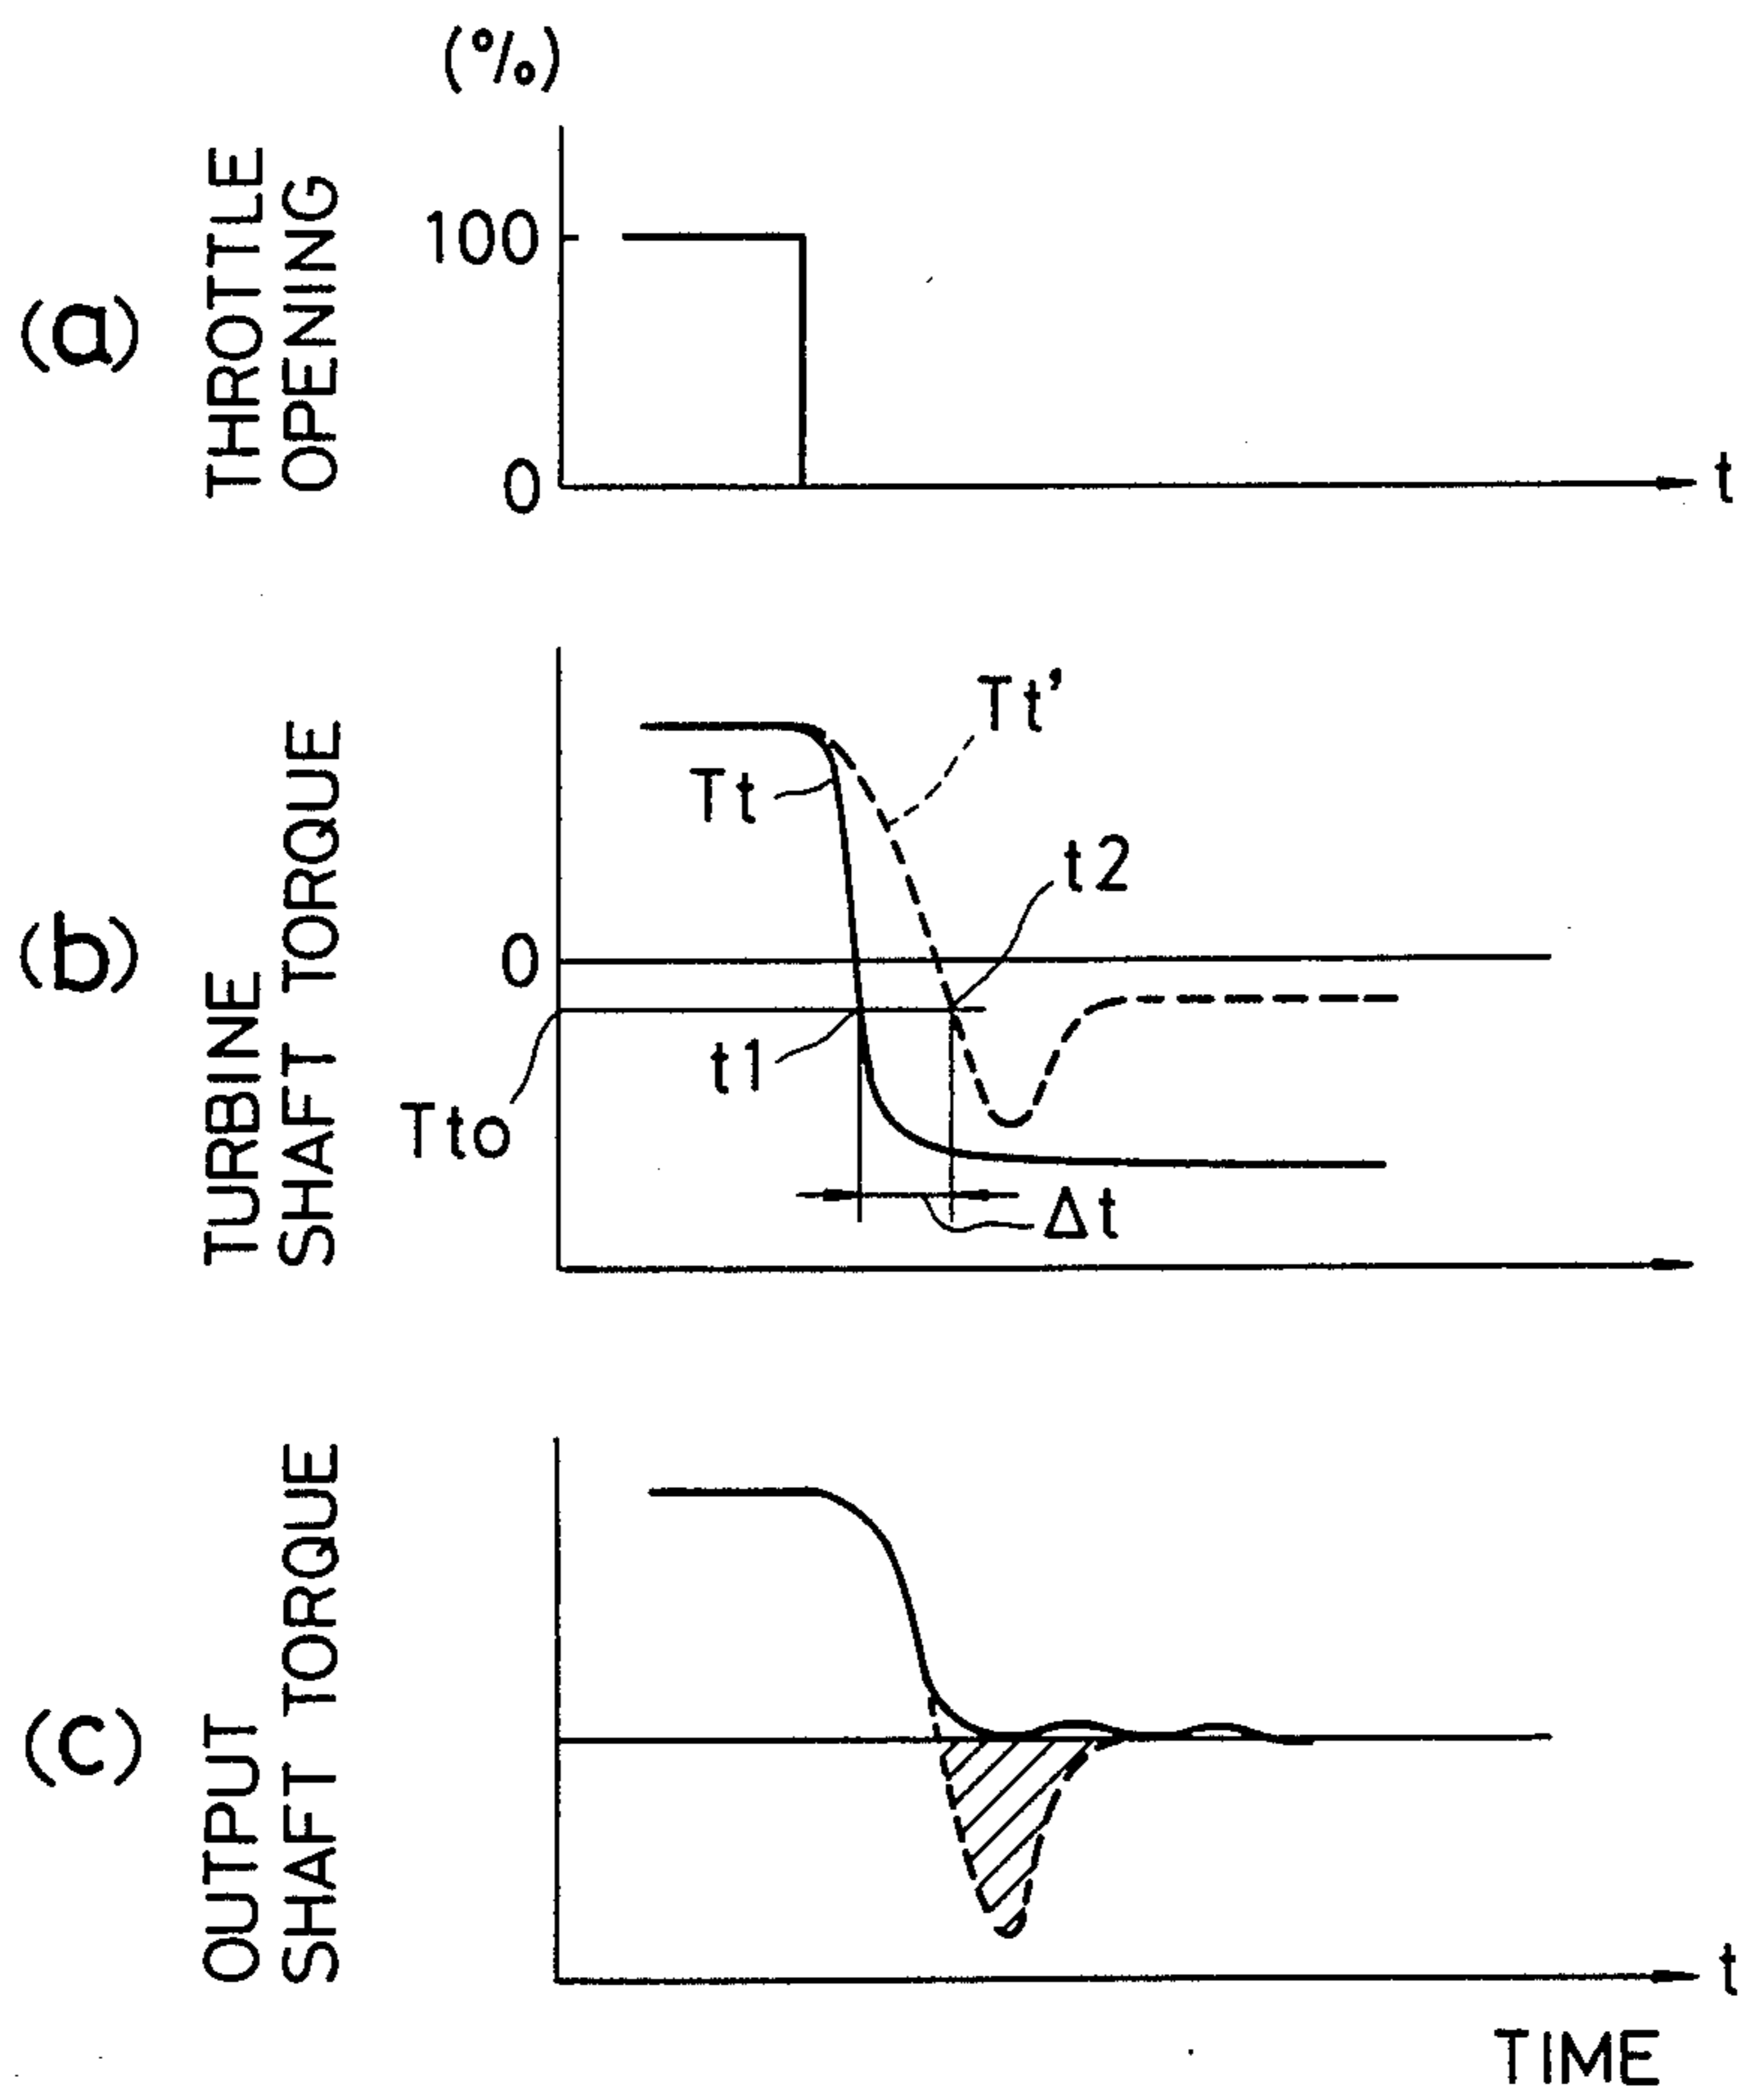 (a)
THROTTLE
OPENING
(%)
100
0
t
(b)
TURBINE
SHAFT TORQUE
Tt'
Tt
t2
0
t1
Tto
Δt
(c)
OUTPUT
SHAFT TORQUE
t
TIME